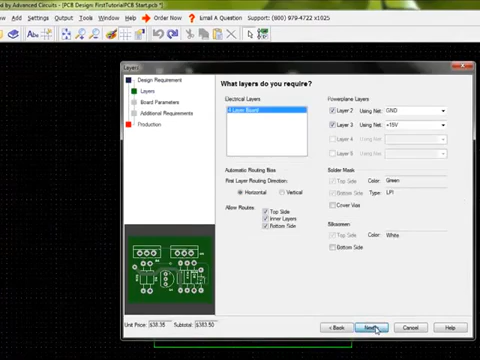 d by Advanced Circuits - [PCB Design FirstTutorialPCB Start.pcb *]
Add Settings Output Window Help Order Now Email A Question Support: (800) 979-4722 x1025
Layers
Design Requirement
Layers
Board Parameters
Additional Requirements
Production
What layers do you require?
Electrical Layers
4 Layer Board
Automatic Routing Bias
First Layer Routing Direction:
Horizontal Vertical
Allow Routes:
Top Side
Inner Layers
Bottom Side
Powerplane Layers
Layer 2 Using Net: GND
Layer 3 Using Net: +15V
Layer 4 Using Net:
Layer 5 Using Net:
Solder Mask
Top Side Color: Green
Bottom Side Type: LPI
Cover Vias
Silkscreen
Top Side Color: White
Bottom Side
Unit Price: $38.35 Subtotal: $383.50
< Back Next > Cancel Help